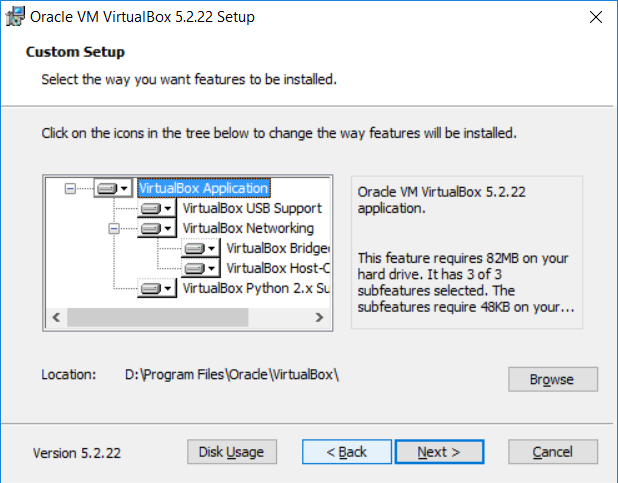 Oracle VM VirtualBox 5.2.22 Setup
Custom Setup
Select the way you want features to be installed.
Click on the icons in the tree below to change the way features will be installed.
VirtualBox Application
VirtualBox USB Support
VirtualBox Networking
VirtualBox Bridge
VirtualBox Host-C
VirtualBox Python 2.x Su
Oracle VM VirtualBox 5.2.22
application.
This feature requires 82MB on your
hard drive. It has 3 of 3
subfeatures selected. The
subfeatures require 48KB on your...
Location: D:\Program Files\Oracle\VirtualBox\
Browse
Version 5.2.22
Disk Usage
< Back
Next >
Cancel